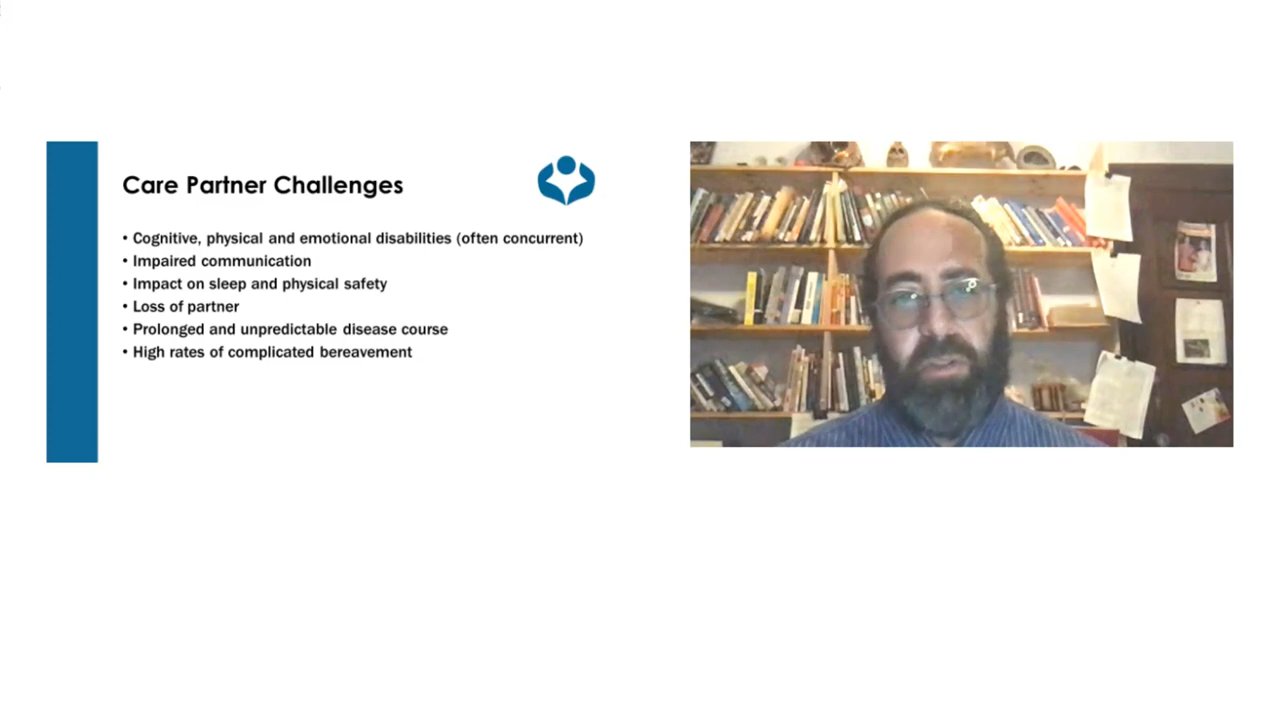 Care Partner Challenges
• Cognitive, physical and emotional disabilities (often concurrent)
• Impaired communication
• Impact on sleep and physical safety
• Loss of partner
• Prolonged and unpredictable disease course
• High rates of complicated bereavement